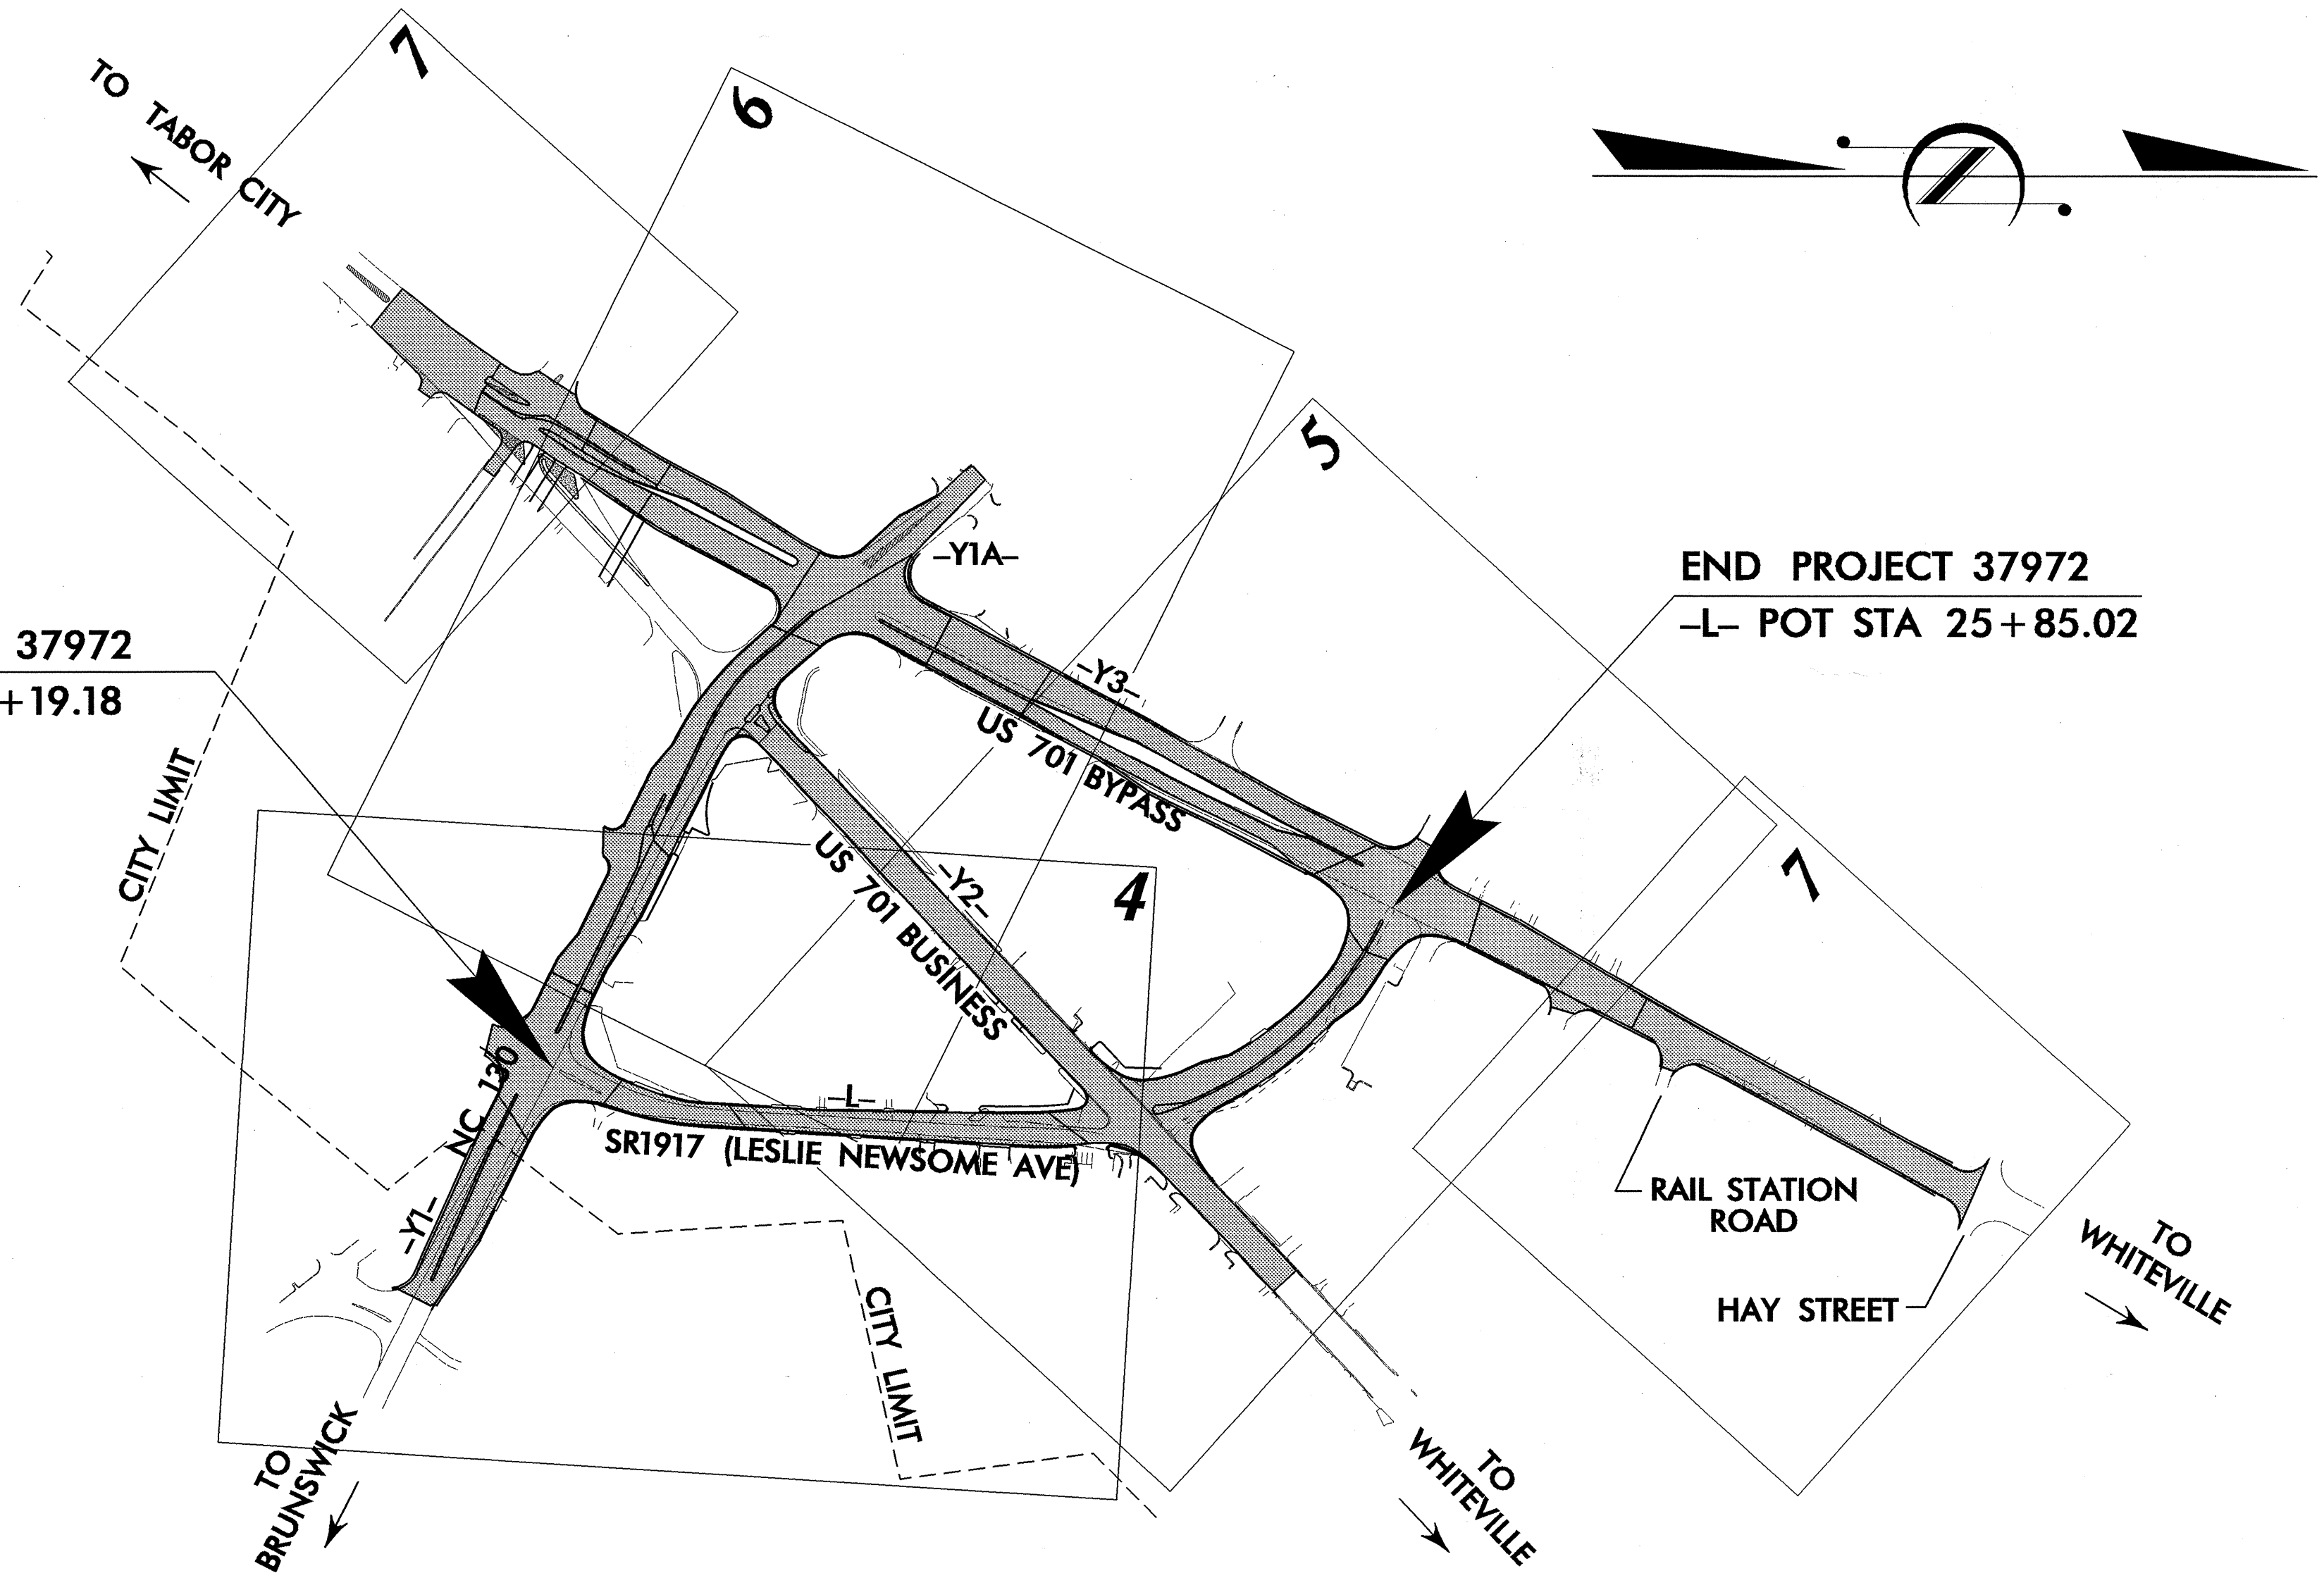 7
6
TO TABOR CITY
5
–Y1A–
END PROJECT 37972
–L– POT STA 25+85.02
37972
+19.18
–Y3–
US 701 BYPASS
CITY LIMIT
US 701 BUSINESS
–Y2–
4
7
NC 130
–L–
SR1917 (LESLIE NEWSOME AVE)
–Y1–
RAIL STATION
ROAD
HAY STREET
TO
WHITEVILLE
CITY LIMIT
TO
BRUNSWICK
TO
WHITEVILLE